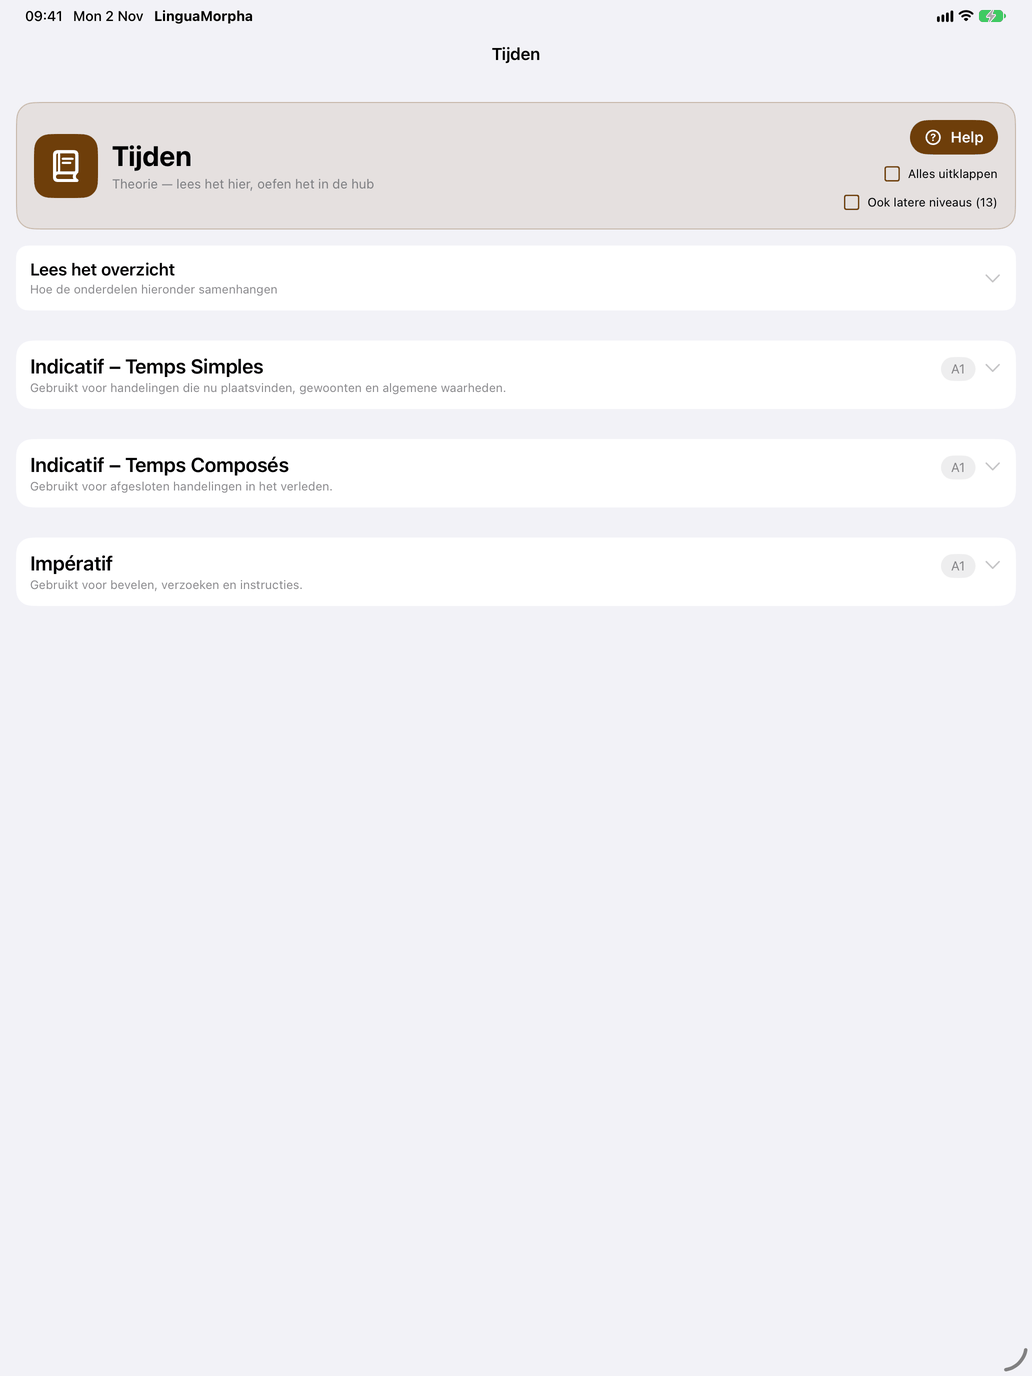 09:41 Mon 2 Nov LinguaMorpha
Tijden
Tijden
Theorie — lees het hier, oefen het in de hub
Help
Alles uitklappen
Ook latere niveaus (13)
Lees het overzicht
Hoe de onderdelen hieronder samenhangen
Indicatif – Temps Simples
A1
Gebruikt voor handelingen die nu plaatsvinden, gewoonten en algemene waarheden.
Indicatif – Temps Composés
A1
Gebruikt voor afgesloten handelingen in het verleden.
Impératif
A1
Gebruikt voor bevelen, verzoeken en instructies.